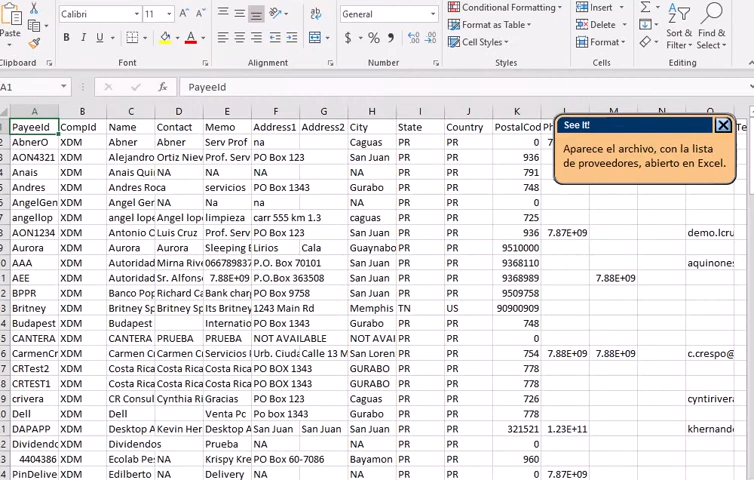 Calibri 11 A A General Conditional Formatting Insert
Format as Table Delete
Paste B I U Cell Styles Format Sort & Find &
Filter Select
Clipboard Font Alignment Number Styles Cells Editing
A1 fx PayeeId
A B C D E F G H I J K L M N O
PayeeId CompId Name Contact Memo Address1 Address2 City State Country PostalCod
AbnerO XDM Abner Abner Serv Prof na Caguas PR PR 0
AON4321 XDM Alejandro Ortiz Niev Prof. Serv PO Box 123 San Juan PR PR 936
Anais XDM Anais Qui NA NA NA San Juan PR PR 791
Andres XDM Andres Roca servicios PO Box 1343 Gurabo PR PR 748
AngelGen XDM Angel Gen NA na na NA PR PR 0
angellop XDM angel lope Angel lope limpieza carr 555 km 1.3 caguas PR PR 725
AON1234 XDM Antonio D Luis Cruz Prof. Serv PO Box 123 San Juan PR PR 936 7.87E+09 demo.lcru
Aurora XDM Aurora Aurora Sleeping B Lirios Cala Guaynabo PR PR 9510000
AAA XDM Autoridad Mirna Rive 066789837 P.O. Box 70101 San Juan PR PR 9368110 aquinones
AEE XDM Autoridad Sr. Alfonso 7.88E+09 P.O.Box 363508 San Juan PR PR 9368989 7.88E+09
BPPR XDM Banco Pop Richard Ca Bank charg PO Box 9758 San Juan PR PR 9509758
Britney XDM Britney Sp Britney Sp Its Britney 1243 Main Rd Memphis TN US 90900909
Budapest XDM Budapest Internatio PO Box 1343 Gurabo PR PR 748
CANTERA XDM CANTERA PRUEBA PRUEBA NOT AVAILABLE NOT AVAI PR PR 0
CarmenCr XDM Carmen C Carmen C Servicios Urb. Ciuda Calle 13 M San Loren PR PR 754 7.88E+09 7.88E+09 c.crespo@
CRTest2 XDM Costa Rica Costa Rica Costa Rica PO BOX 1343 GURABO PR PR 778
CRTEST1 XDM Costa Rica Costa Rica Costa Rica PO BOX 1343 GURABO PR PR 778
crivera XDM CR Consul Cynthia Ri Gracias PO Box 1 Caguas PR PR 726 cyntirivera
Dell XDM Dell Venta Pc Po box 1343 Gurabo PR PR 778
DAPAPP XDM Desktop A Kevin Her Desktop A San Juan San Juan San Juan PR PR 321521 1.23E+11 khernande
Dividendo XDM Dividendos Prueba NA NA PR PR 0
4404386 XDM Ecolab Pes NA Krispy Kre PO Box 60-7086 Bayamon PR PR 960
PinDelive XDM Edilberto NA Delivery NA NA PR PR 0 7.87E+09
See It!
Aparece el archivo, con la lista
de proveedores, abierto en Excel.